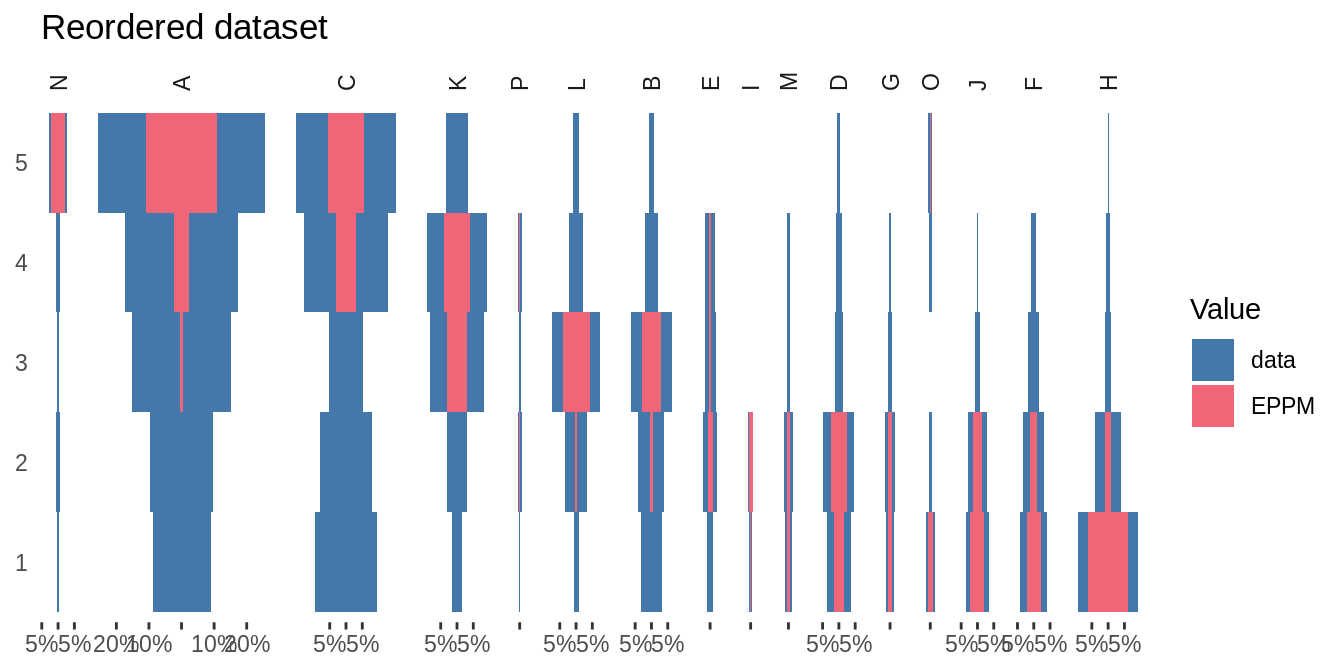 Reordered dataset
N A C K P L B E I M D G O J F H
5
4
3
2
1
Value
data
EPPM
5% 5% 20% 10% 10% 20% 5% 5% 5% 5% 5% 5% 5% 5% 5% 5% 5% 5% 5% 5% 5% 5%